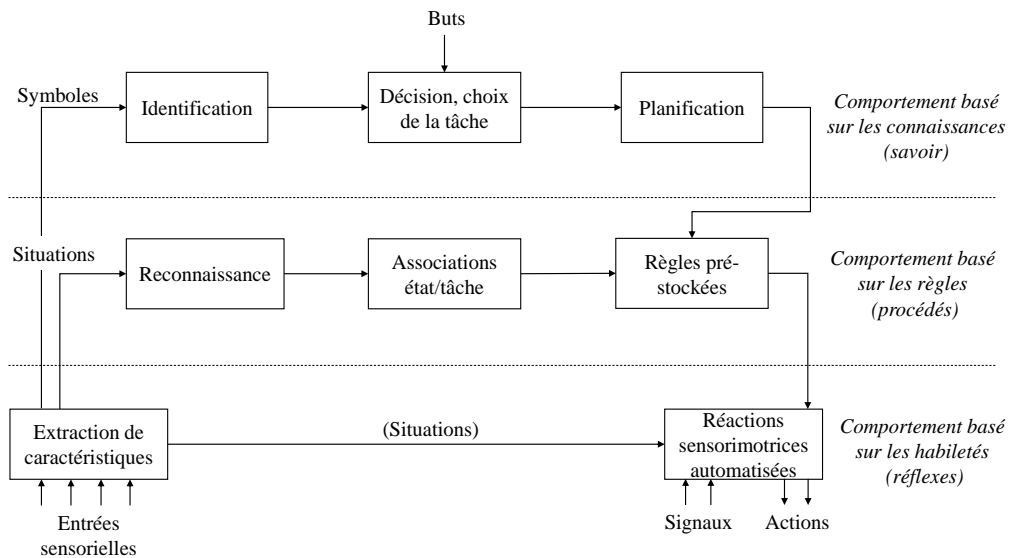 Buts
Symboles
Identification
Décision, choix
de la tâche
Planification
Comportement basé
sur les connaissances
(savoir)
Situations
Reconnaissance
Associations
état/tâche
Règles pré-
stockées
Comportement basé
sur les règles
(procédés)
Extraction de
caractéristiques
(Situations)
Réactions
sensorimotrices
automatisées
Comportement basé
sur les habiletés
(réflexes)
Entrées
sensorielles
Signaux
Actions